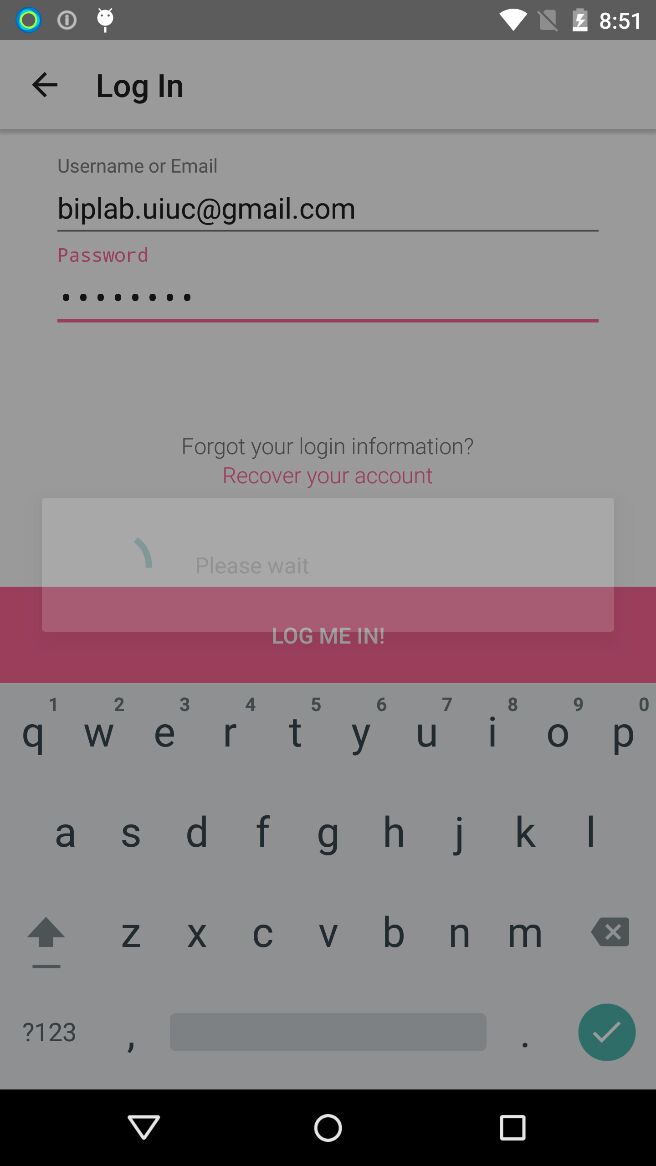 8:51
Log In
Username or Email
biplab.uiuc@gmail.com
Password
••••••••
Forgot your login information?
Recover your account
Please wait
LOG ME IN!
1 2 3 4 5 6 7 8 9 0
q w e r t y u i o p
a s d f g h j k l
z x c v b n m
?123 , .